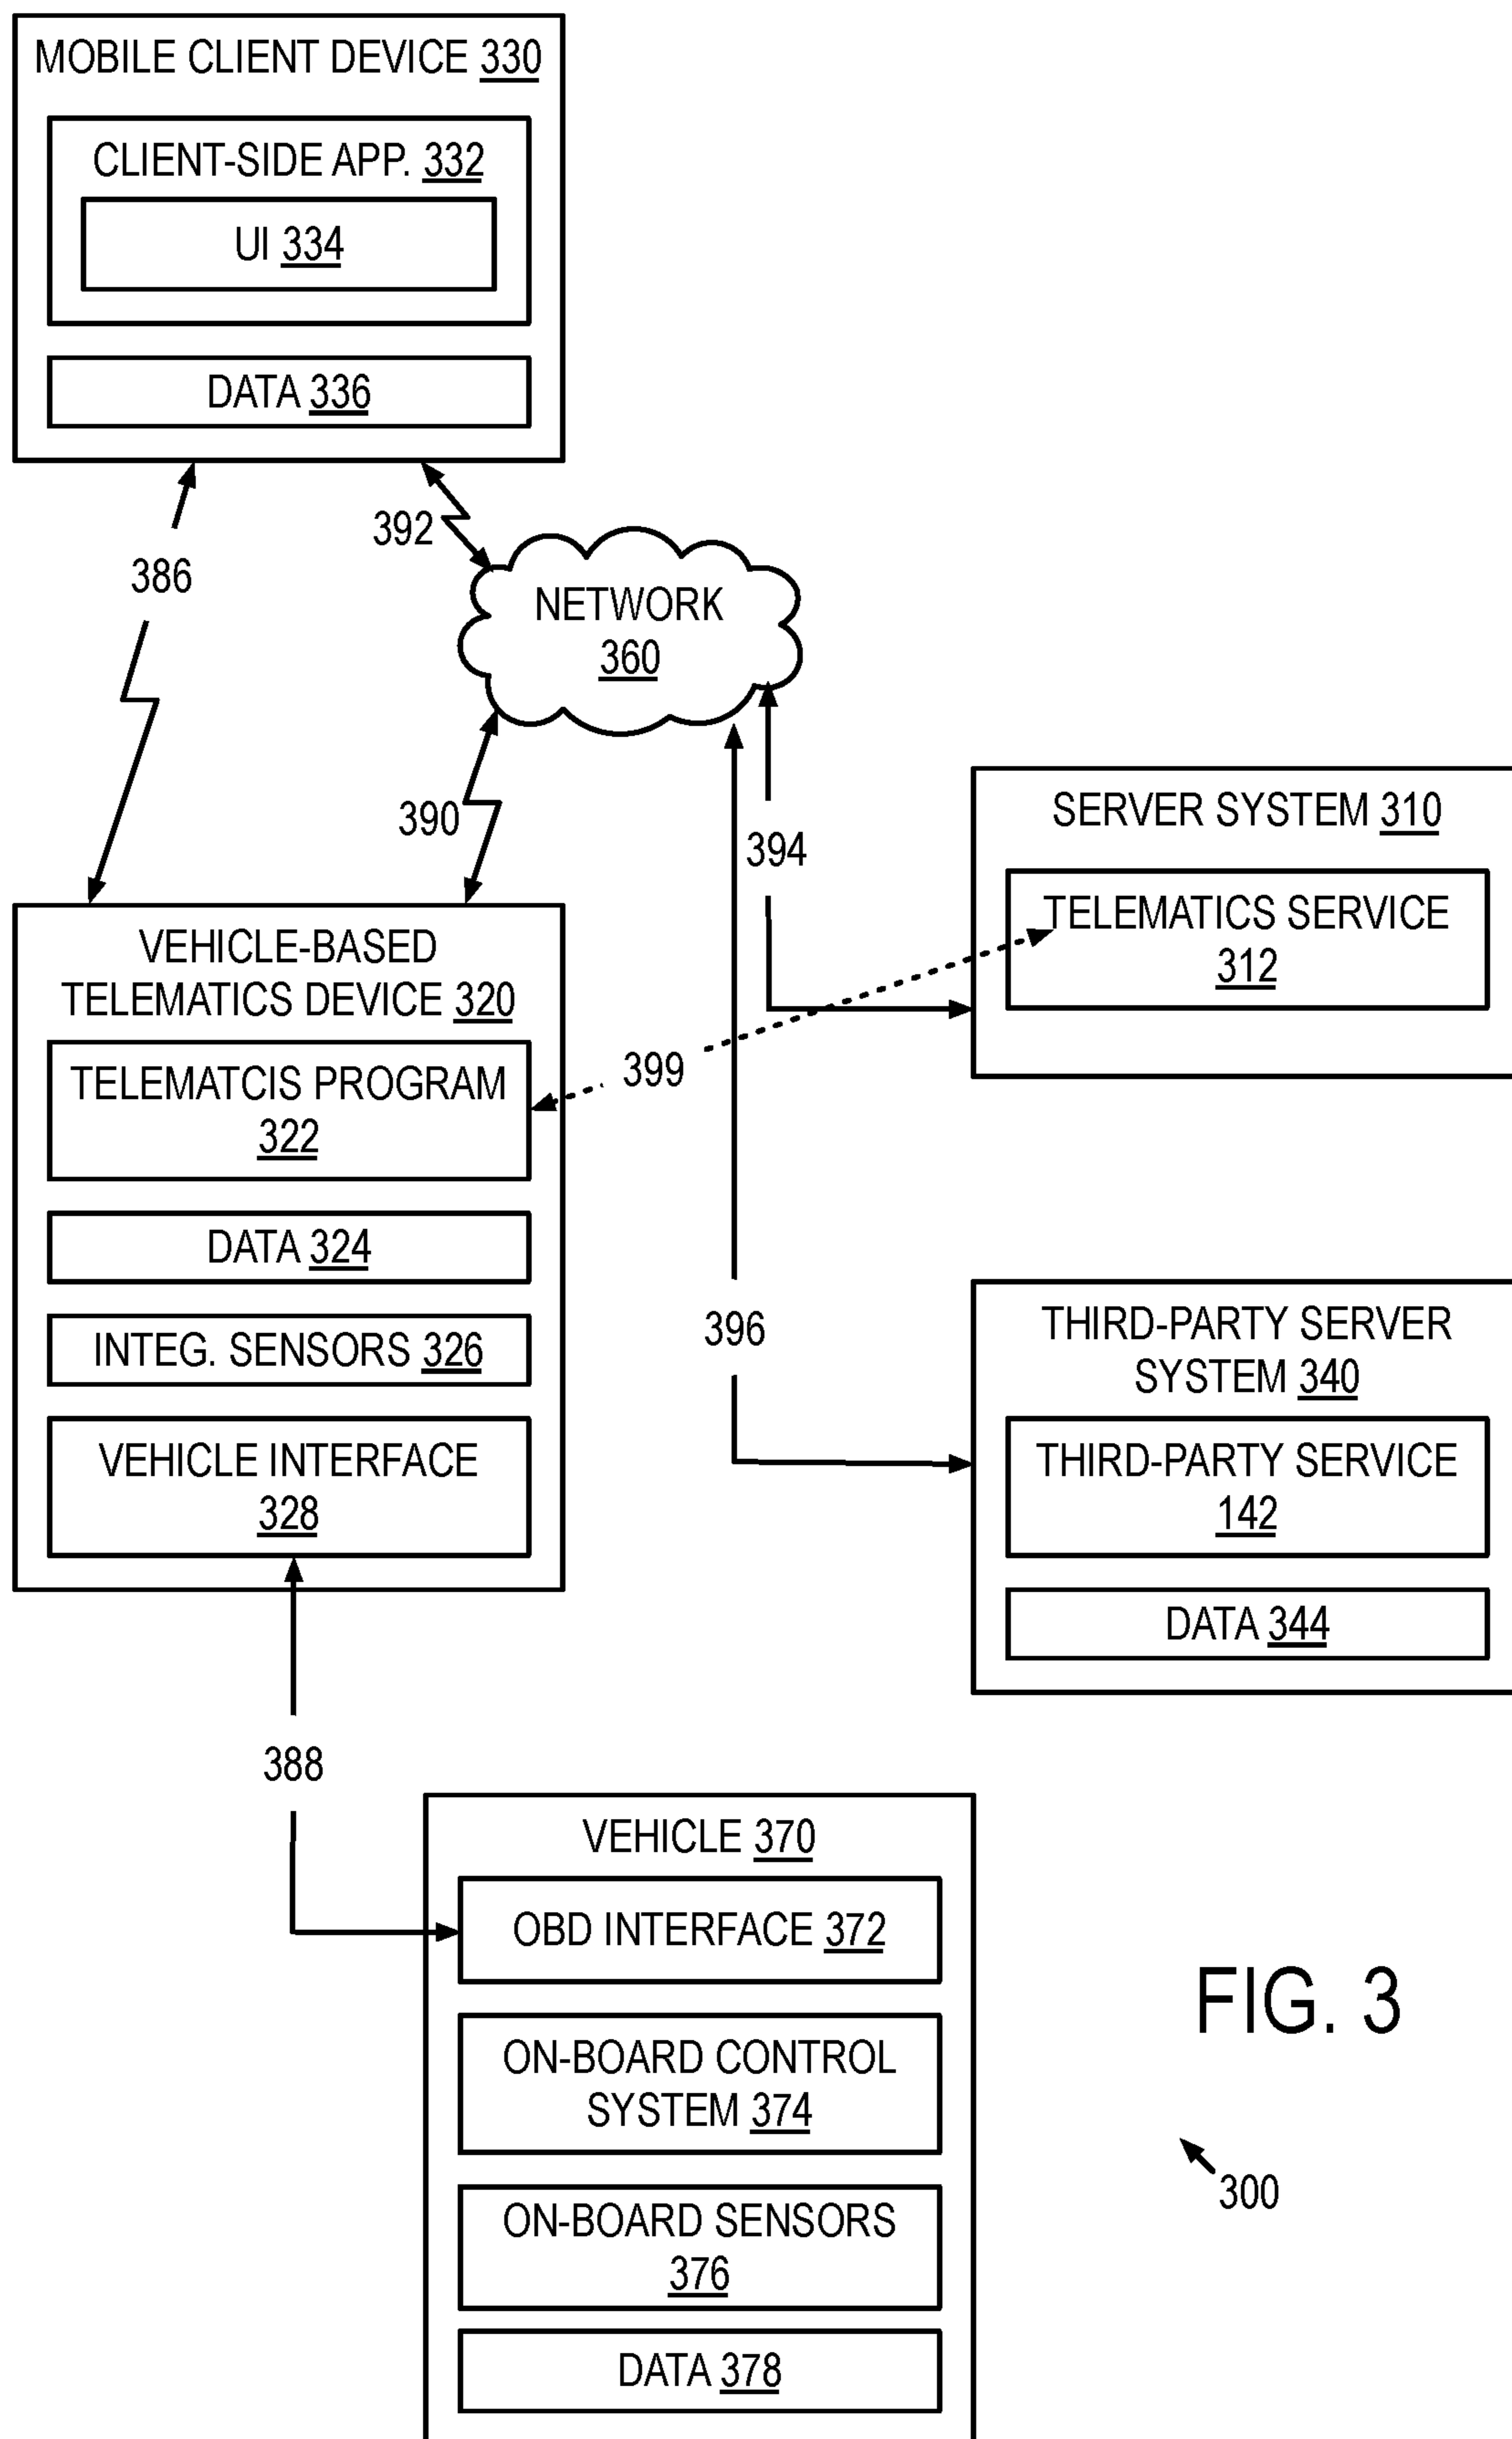 MOBILE CLIENT DEVICE 330
CLIENT-SIDE APP. 332
UI 334
DATA 336
392
386
NETWORK
360
390
394
SERVER SYSTEM 310
TELEMATICS SERVICE
312
VEHICLE-BASED
TELEMATICS DEVICE 320
TELEMATCIS PROGRAM
322
399
DATA 324
INTEG. SENSORS 326
VEHICLE INTERFACE
328
396
THIRD-PARTY SERVER
SYSTEM 340
THIRD-PARTY SERVICE
142
DATA 344
388
VEHICLE 370
OBD INTERFACE 372
ON-BOARD CONTROL
SYSTEM 374
ON-BOARD SENSORS
376
DATA 378
FIG. 3
300